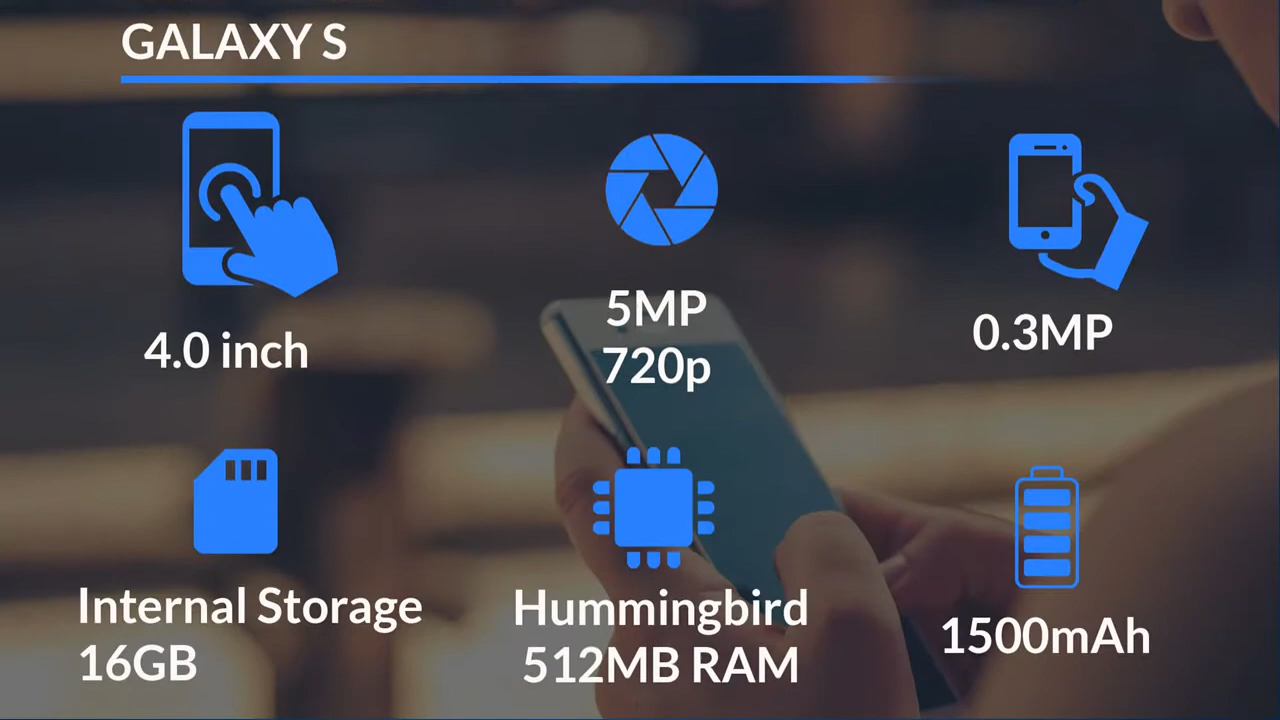 GALAXY S
4.0 inch
5MP
720p
0.3MP
Internal Storage
16GB
Hummingbird
512MB RAM
1500mAh